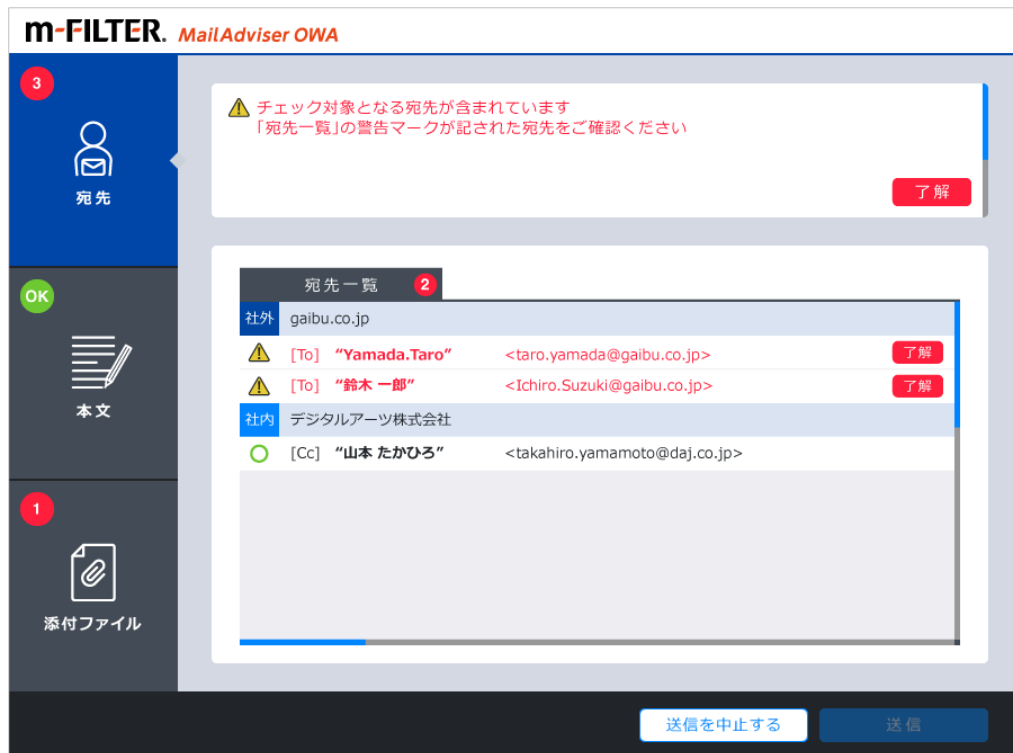 m-FILTER. MailAdviser OWA
3
宛先
チェック対象となる宛先が含まれています
「宛先一覧」の警告マークが記された宛先をご確認ください
了解
OK
本文
1
添付ファイル
宛先一覧 2
社外 gaibu.co.jp
[To] “Yamada.Taro” <taro.yamada@gaibu.co.jp> 了解
[To] “鈴木 一郎” <Ichiro.Suzuki@gaibu.co.jp> 了解
社内 デジタルアーツ株式会社
[Cc] “山本 たかひろ” <takahiro.yamamoto@daj.co.jp>
送信を中止する 送信